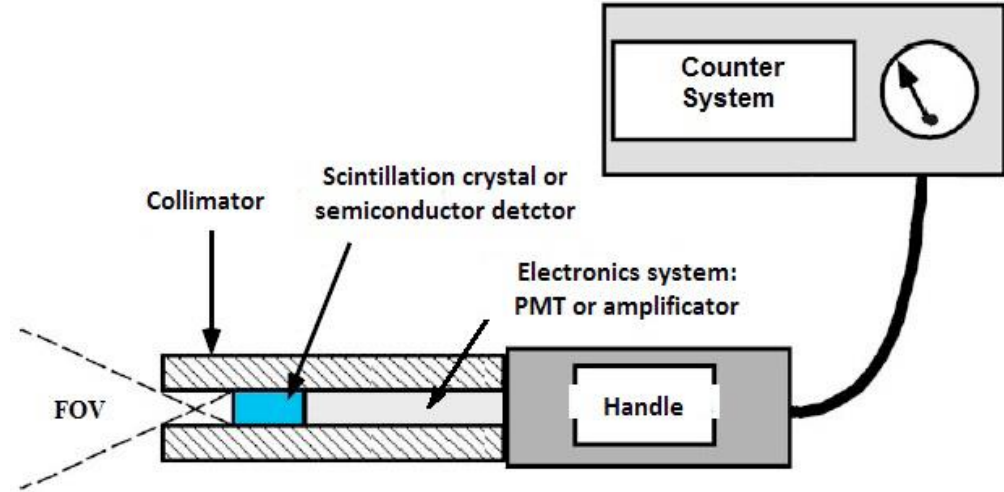 Counter
System
Scintillation crystal or
semiconductor detctor
Collimator
Electronics system:
PMT or amplificator
FOV
Handle